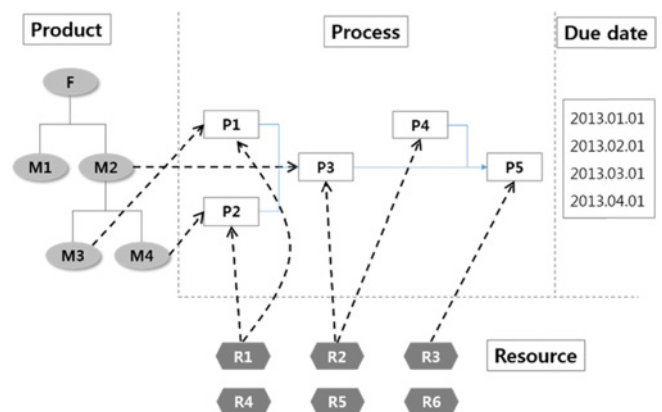 Product
Process
Due date
F
P1
P4
2013.01.01
2013.02.01
2013.03.01
2013.04.01
M1
M2
P3
P5
P2
M3
M4
R1
R2
R3
Resource
R4
R5
R6